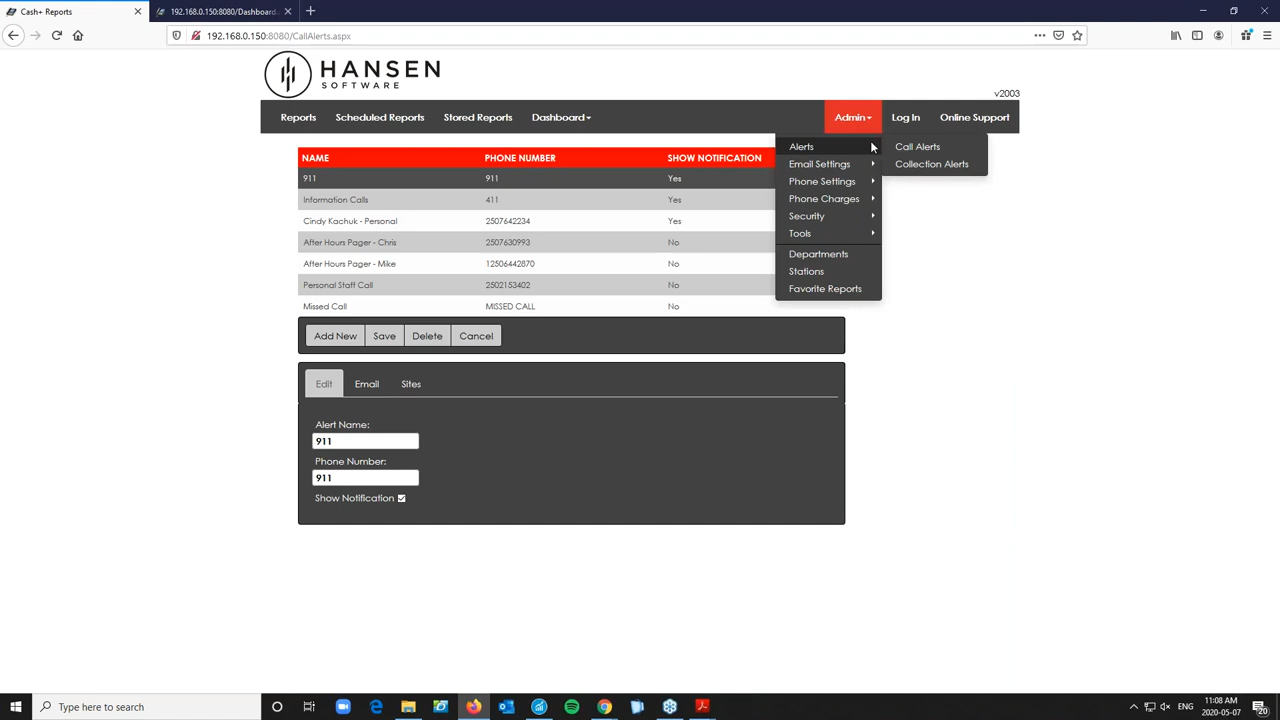 Cash+ Reports
192.168.0.150:8080/Dashboard.
192.168.0.150:8080/CallAlerts.aspx
HANSEN
SOFTWARE
v2003
Reports Scheduled Reports Stored Reports Dashboard Admin Log In Online Support
Alerts
Email Settings
Phone Settings
Phone Charges
Security
Tools
Departments
Stations
Favorite Reports
Call Alerts
Collection Alerts
NAME PHONE NUMBER SHOW NOTIFICATION
911 911 Yes
Information Calls 411 Yes
Cindy Kachuk - Personal 2507642234 Yes
After Hours Pager - Chris 2507630993 No
After Hours Pager - Mike 12506442870 No
Personal Staff Call 2502153402 No
Missed Call MISSED CALL No
Add New Save Delete Cancel
Edit Email Sites
Alert Name:
911
Phone Number:
911
Show Notification
Type here to search
ENG
11:08 AM
2020-05-07
20